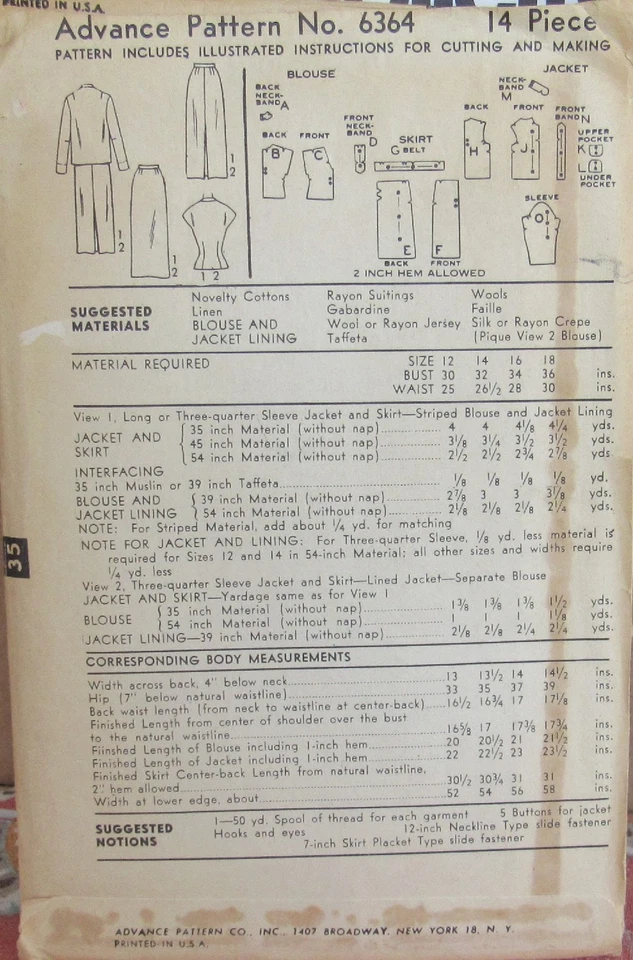 PRINTED IN U.S.A.
Advance Pattern No. 6364 14 Piece
PATTERN INCLUDES ILLUSTRATED INSTRUCTIONS FOR CUTTING AND MAKING
BLOUSE
BACK NECK-BAND A
BACK B
FRONT C
FRONT NECK-BAND D
SKIRT
G BELT
BACK E
FRONT F
2 INCH HEM ALLOWED
JACKET
NECK-BAND M
BACK H
FRONT J
FRONT BAND N
UPPER POCKET K
L UNDER POCKET
SLEEVE O
1 2
1 2
1 2
1 2
SUGGESTED MATERIALS
Novelty Cottons Rayon Suitings Wools
Linen Gabardine Faille
BLOUSE AND Wool or Rayon Jersey Silk or Rayon Crepe
JACKET LINING Taffeta (Pique View 2 Blouse)
MATERIAL REQUIRED SIZE 12 14 16 18
BUST 30 32 34 36 ins.
WAIST 25 26½ 28 30 ins.
View 1, Long or Three-quarter Sleeve Jacket and Skirt—Striped Blouse and Jacket Lining
JACKET AND SKIRT
35 inch Material (without nap) 4 4 4⅛ 4¼ yds.
45 inch Material (without nap) 3⅛ 3¼ 3½ 3½ yds.
54 inch Material (without nap) 2½ 2½ 2¾ 2⅞ yds.
INTERFACING
35 inch Muslin or 39 inch Taffeta ⅛ ⅛ ⅛ ⅛ yd.
BLOUSE AND JACKET LINING
39 inch Material (without nap) 2⅞ 3 3 3⅛ yds.
54 inch Material (without nap) 2⅛ 2⅛ 2⅛ 2¼ yds.
NOTE: For Striped Material, add about ¼ yd. for matching
NOTE FOR JACKET AND LINING: For Three-quarter Sleeve, ⅛ yd. less material is
required for Sizes 12 and 14 in 54-inch Material; all other sizes and widths require
¼ yd. less
View 2, Three-quarter Sleeve Jacket and Skirt—Lined Jacket—Separate Blouse
JACKET AND SKIRT—Yardage same as for View 1
BLOUSE
35 inch Material (without nap) 1⅜ 1⅜ 1⅜ 1½ yds.
54 inch Material (without nap) 1 1 1 1⅛ yds.
JACKET LINING—39 inch Material (without nap) 2⅛ 2⅛ 2¼ 2¼ yds.
35
CORRESPONDING BODY MEASUREMENTS
Width across back, 4" below neck 13 13½ 14 14½ ins.
Hip (7" below natural waistline) 33 35 37 39 ins.
Back waist length (from neck to waistline at center-back) 16½ 16¾ 17 17⅛ ins.
Finished Length from center of shoulder over the bust
to the natural waistline 16⅝ 17 17⅜ 17¾ ins.
Fiinshed Length of Blouse including 1-inch hem 20 20½ 21 21½ ins.
Finished Length of Jacket including 1-inch hem 22 22½ 23 23½ ins.
Finished Skirt Center-back Length from natural waistline,
2" hem allowed 30½ 30¾ 31 31 ins.
Width at lower edge, about 52 54 56 58 ins.
SUGGESTED NOTIONS
1—50 yd. Spool of thread for each garment 5 Buttons for jacket
Hooks and eyes 12-inch Neckline Type slide fastener
7-inch Skirt Placket Type slide fastener
ADVANCE PATTERN CO., INC., 1407 BROADWAY, NEW YORK 18, N. Y.
PRINTED IN U.S.A.